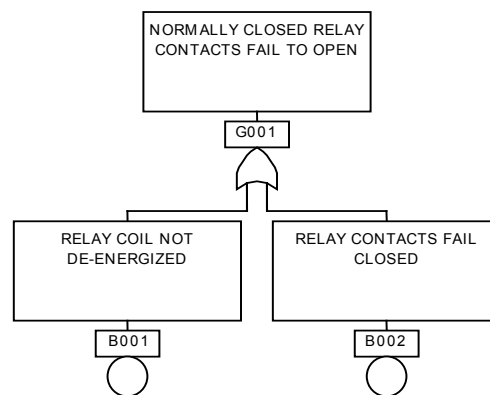 NORMALLY CLOSED RELAY
CONTACTS FAIL TO OPEN
G001
RELAY COIL NOT
DE-ENERGIZED
RELAY CONTACTS FAIL
CLOSED
B001
B002